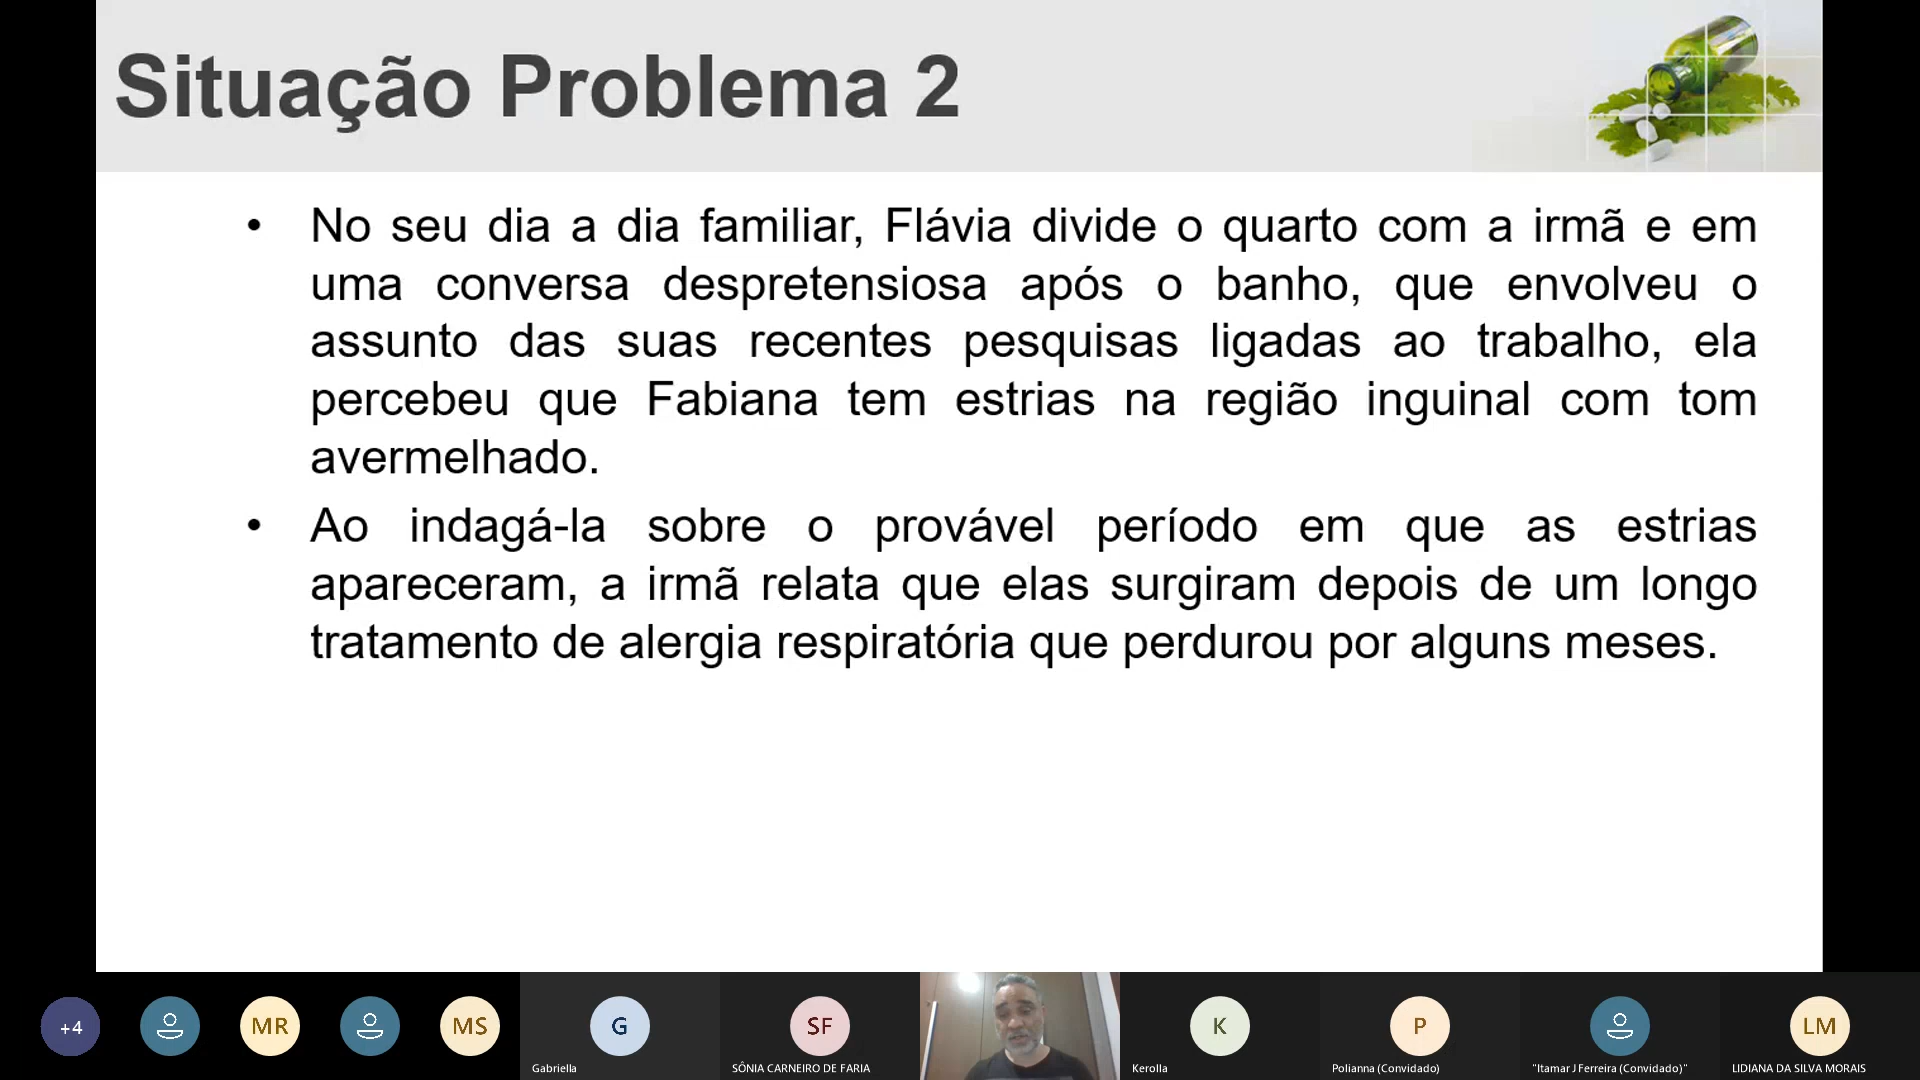 Situação Problema 2
• No seu dia a dia familiar, Flávia divide o quarto com a irmã e em
uma conversa despretensiosa após o banho, que envolveu o
assunto das suas recentes pesquisas ligadas ao trabalho, ela
percebeu que Fabiana tem estrias na região inguinal com tom
avermelhado.
• Ao indagá-la sobre o provável período em que as estrias
apareceram, a irmã relata que elas surgiram depois de um longo
tratamento de alergia respiratória que perdurou por alguns meses.
+4
MR
MS
G
SF
K
P
LM
Gabriella
SÔNIA CARNEIRO DE FARIA
Kerolla
Polianna (Convidado)
"Itamar J Ferreira (Convidado)"
LIDIANA DA SILVA MORAIS